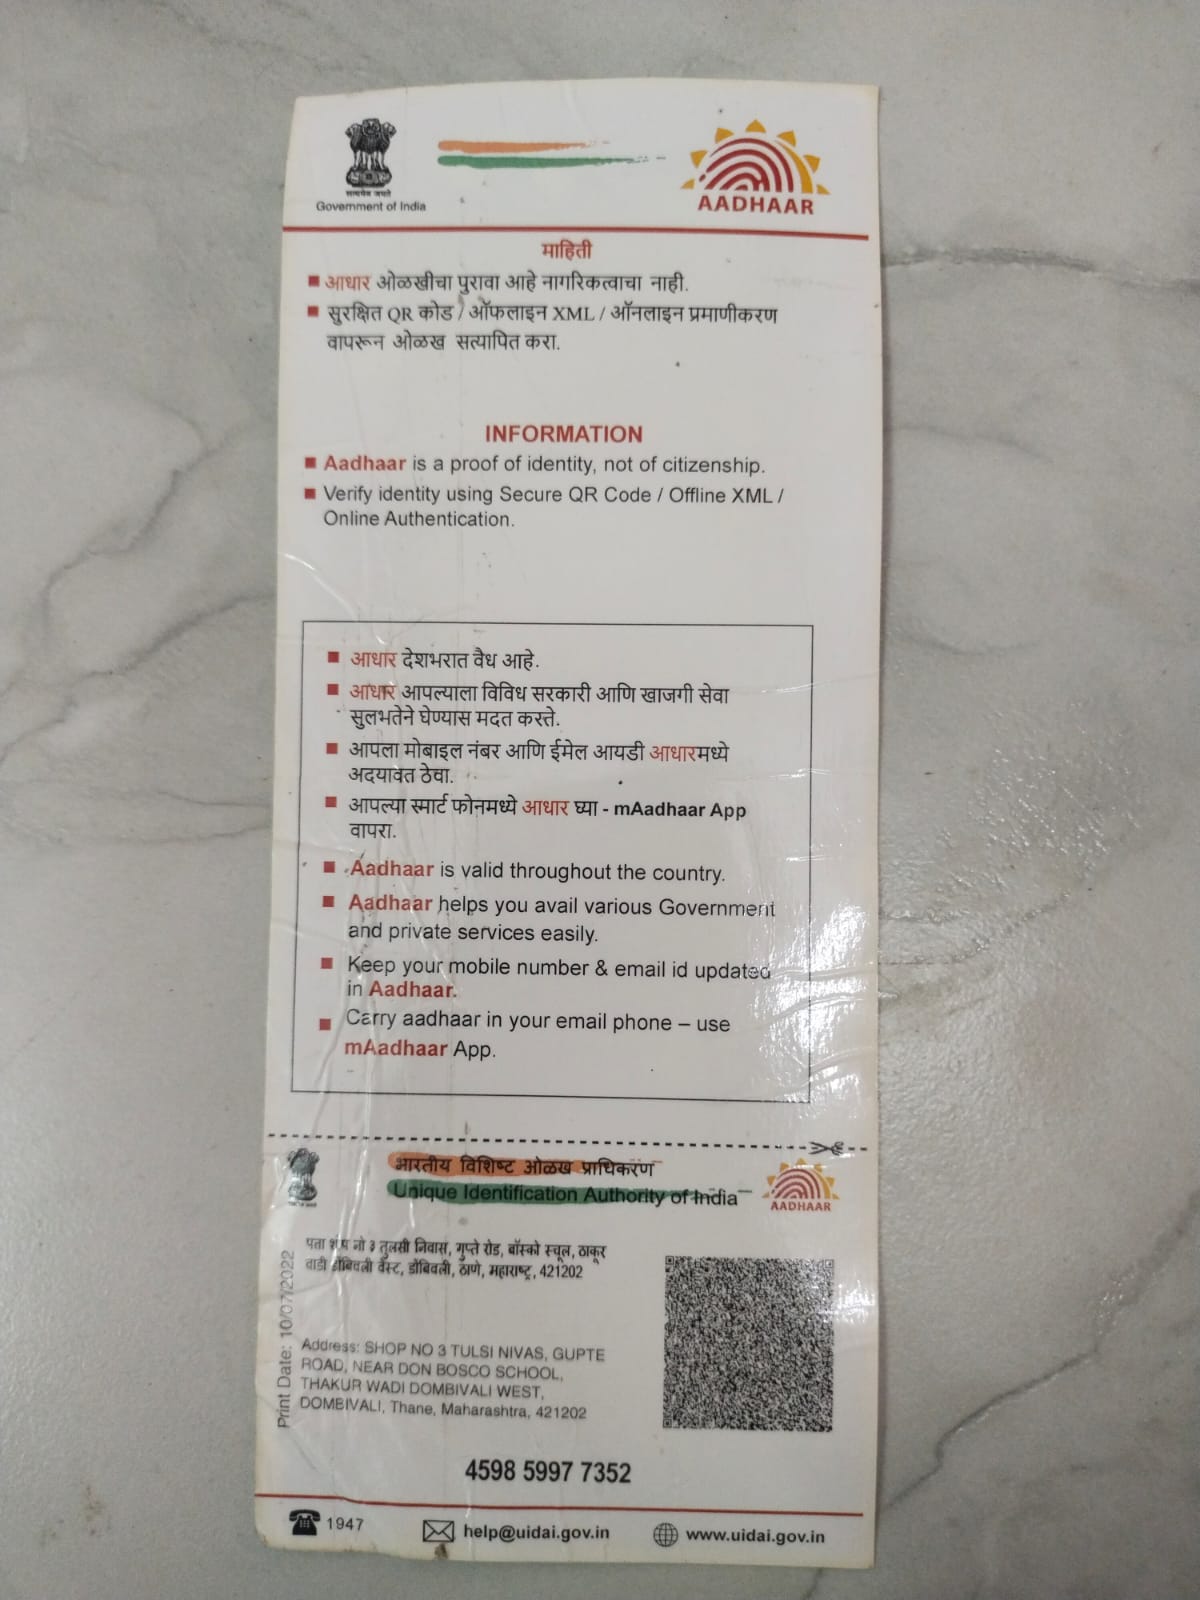 सत्यमेव जयते
Government of India
AADHAAR
माहिती
आधार ओळखीचा पुरावा आहे नागरिकत्वाचा नाही.
सुरक्षित QR कोड / ऑफलाइन XML / ऑनलाइन प्रमाणीकरण
वापरून ओळख सत्यापित करा.
INFORMATION
Aadhaar is a proof of identity, not of citizenship.
Verify identity using Secure QR Code / Offline XML /
Online Authentication.
आधार देशभरात वैध आहे.
आधार आपल्याला विविध सरकारी आणि खाजगी सेवा
सुलभतेने घेण्यास मदत करते.
आपला मोबाइल नंबर आणि ईमेल आयडी आधारमध्ये
अदयावत ठेवा.
आपल्या स्मार्ट फोनमध्ये आधार घ्या - mAadhaar App
वापरा.
Aadhaar is valid throughout the country.
Aadhaar helps you avail various Government
and private services easily.
Keep your mobile number & email id updated
in Aadhaar.
Carry aadhaar in your email phone – use
mAadhaar App.
भारतीय विशिष्ट ओळख प्राधिकरण
Unique Identification Authority of India
AADHAAR
पत्ता शॉप नो ३ तुलसी निवास, गुप्ते रोड, बॉस्को स्चूल, ठाकूर
वाडी डोंबिवली वेस्ट, डोंबिवली, ठाणे, महाराष्ट्र, 421202
Print Date: 10/07/2022
Address: SHOP NO 3 TULSI NIVAS, GUPTE
ROAD, NEAR DON BOSCO SCHOOL,
THAKUR WADI DOMBIVALI WEST,
DOMBIVALI, Thane, Maharashtra, 421202
4598 5997 7352
1947
help@uidai.gov.in
www.uidai.gov.in